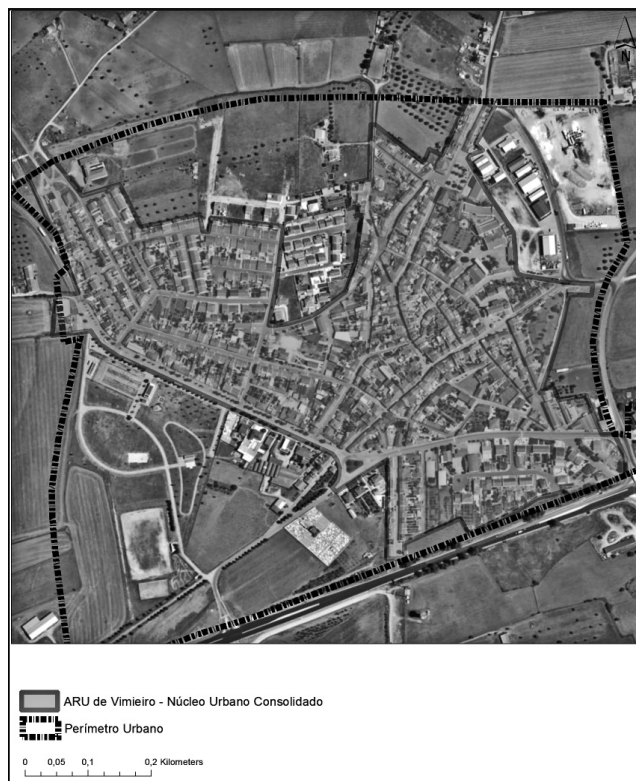 N
ARU de Vimieiro - Núcleo Urbano Consolidado
Perímetro Urbano
0 0,05 0,1 0,2 Kilometers